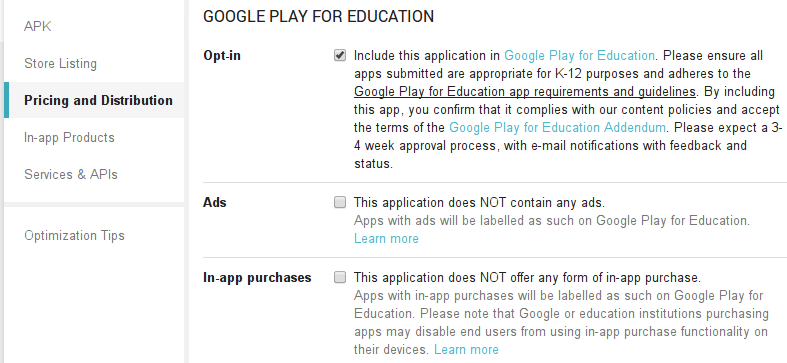 APK
Store Listing
Pricing and Distribution
In-app Products
Services & APIs
Optimization Tips
GOOGLE PLAY FOR EDUCATION
Opt-in
Include this application in Google Play for Education. Please ensure all
apps submitted are appropriate for K-12 purposes and adheres to the
Google Play for Education app requirements and guidelines. By including
this app, you confirm that it complies with our content policies and accept
the terms of the Google Play for Education Addendum. Please expect a 3-
4 week approval process, with e-mail notifications with feedback and
status.
Ads
This application does NOT contain any ads.
Apps with ads will be labelled as such on Google Play for Education.
Learn more
In-app purchases
This application does NOT offer any form of in-app purchase.
Apps with in-app purchases will be labelled as such on Google Play for
Education. Please note that Google or education institutions purchasing
apps may disable end users from using in-app purchase functionality on
their devices. Learn more